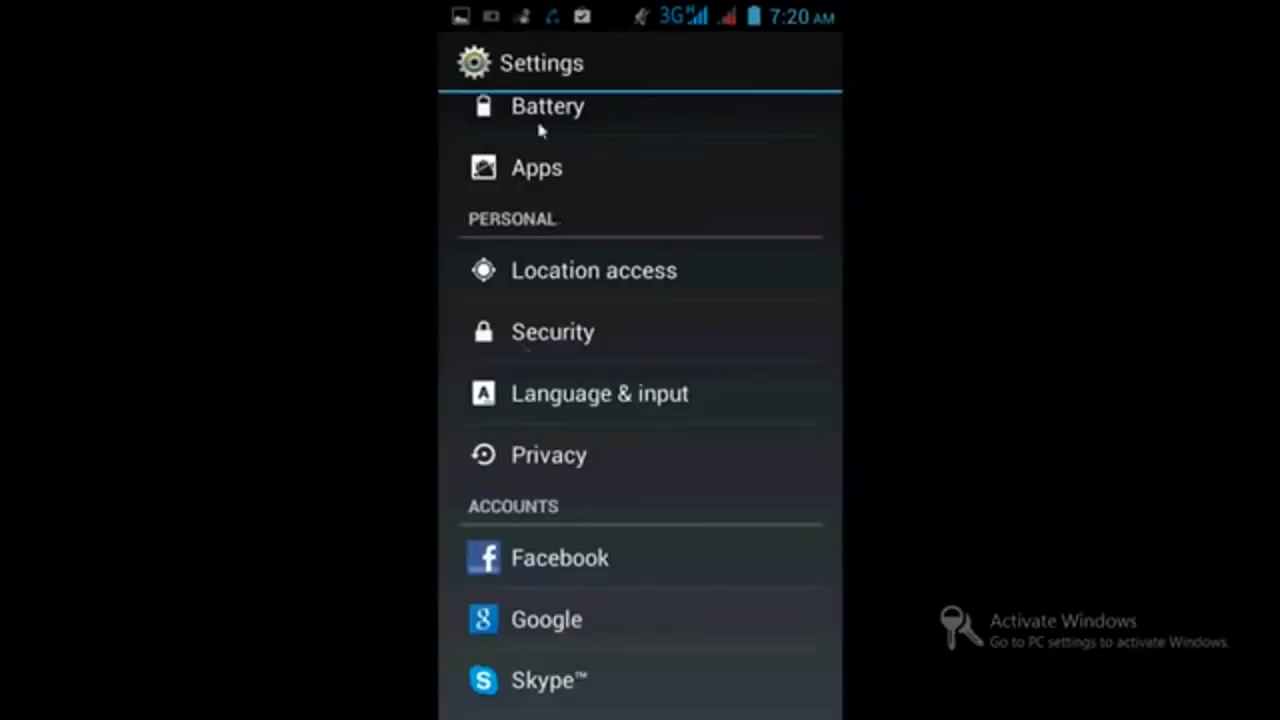 3G H 7:20 AM
Settings
Battery
Apps
PERSONAL
Location access
Security
Language & input
Privacy
ACCOUNTS
Facebook
Google
Skype™
Activate Windows
Go to PC settings to activate Windows.